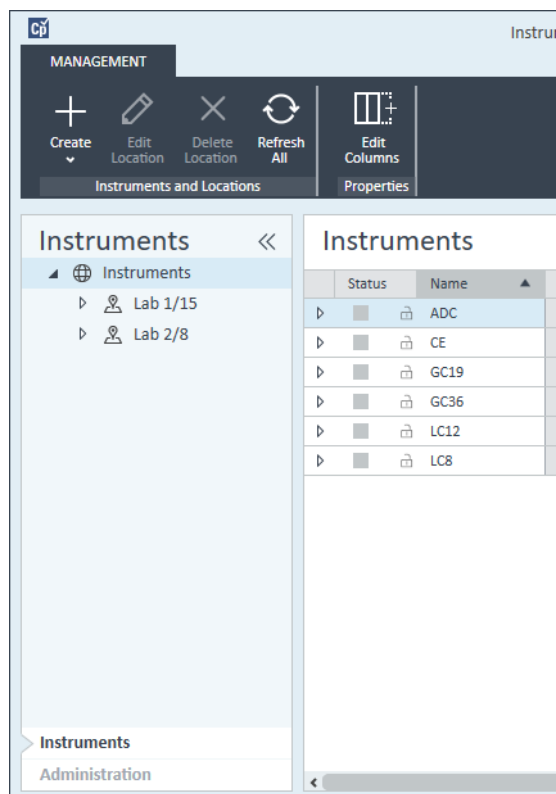 Cp
Instru
MANAGEMENT
Create
Edit
Location
Delete
Location
Refresh
All
Edit
Columns
Instruments and Locations
Properties
Instruments
Instruments
Lab 1/15
Lab 2/8
Instruments
Status Name
ADC
CE
GC19
GC36
LC12
LC8
Instruments
Administration